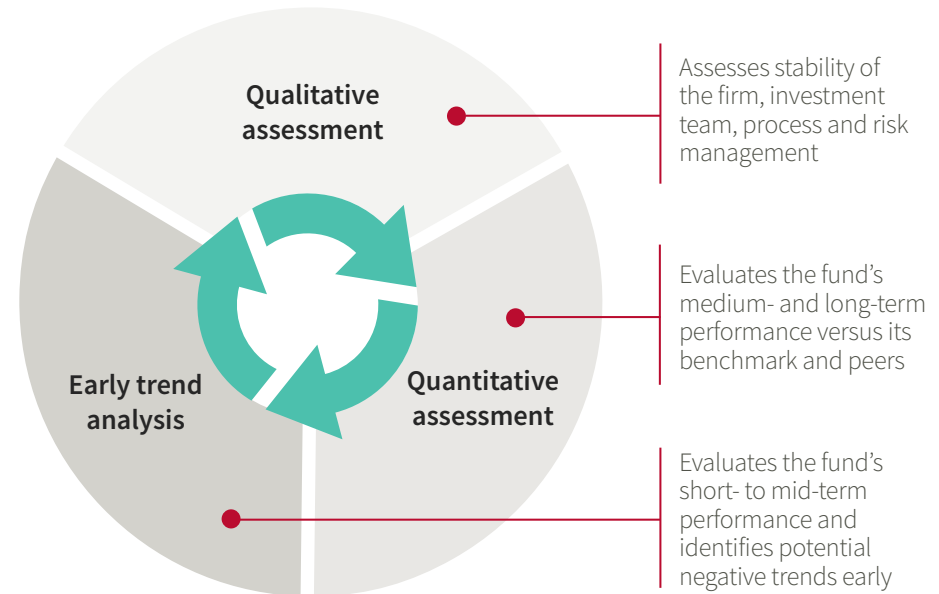 Qualitative
assessment
Assesses stability of
the firm, investment
team, process and risk
management
Quantitative
assessment
Evaluates the fund’s
medium- and long-term
performance versus its
benchmark and peers
Early trend
analysis
Evaluates the fund’s
short- to mid-term
performance and
identifies potential
negative trends early